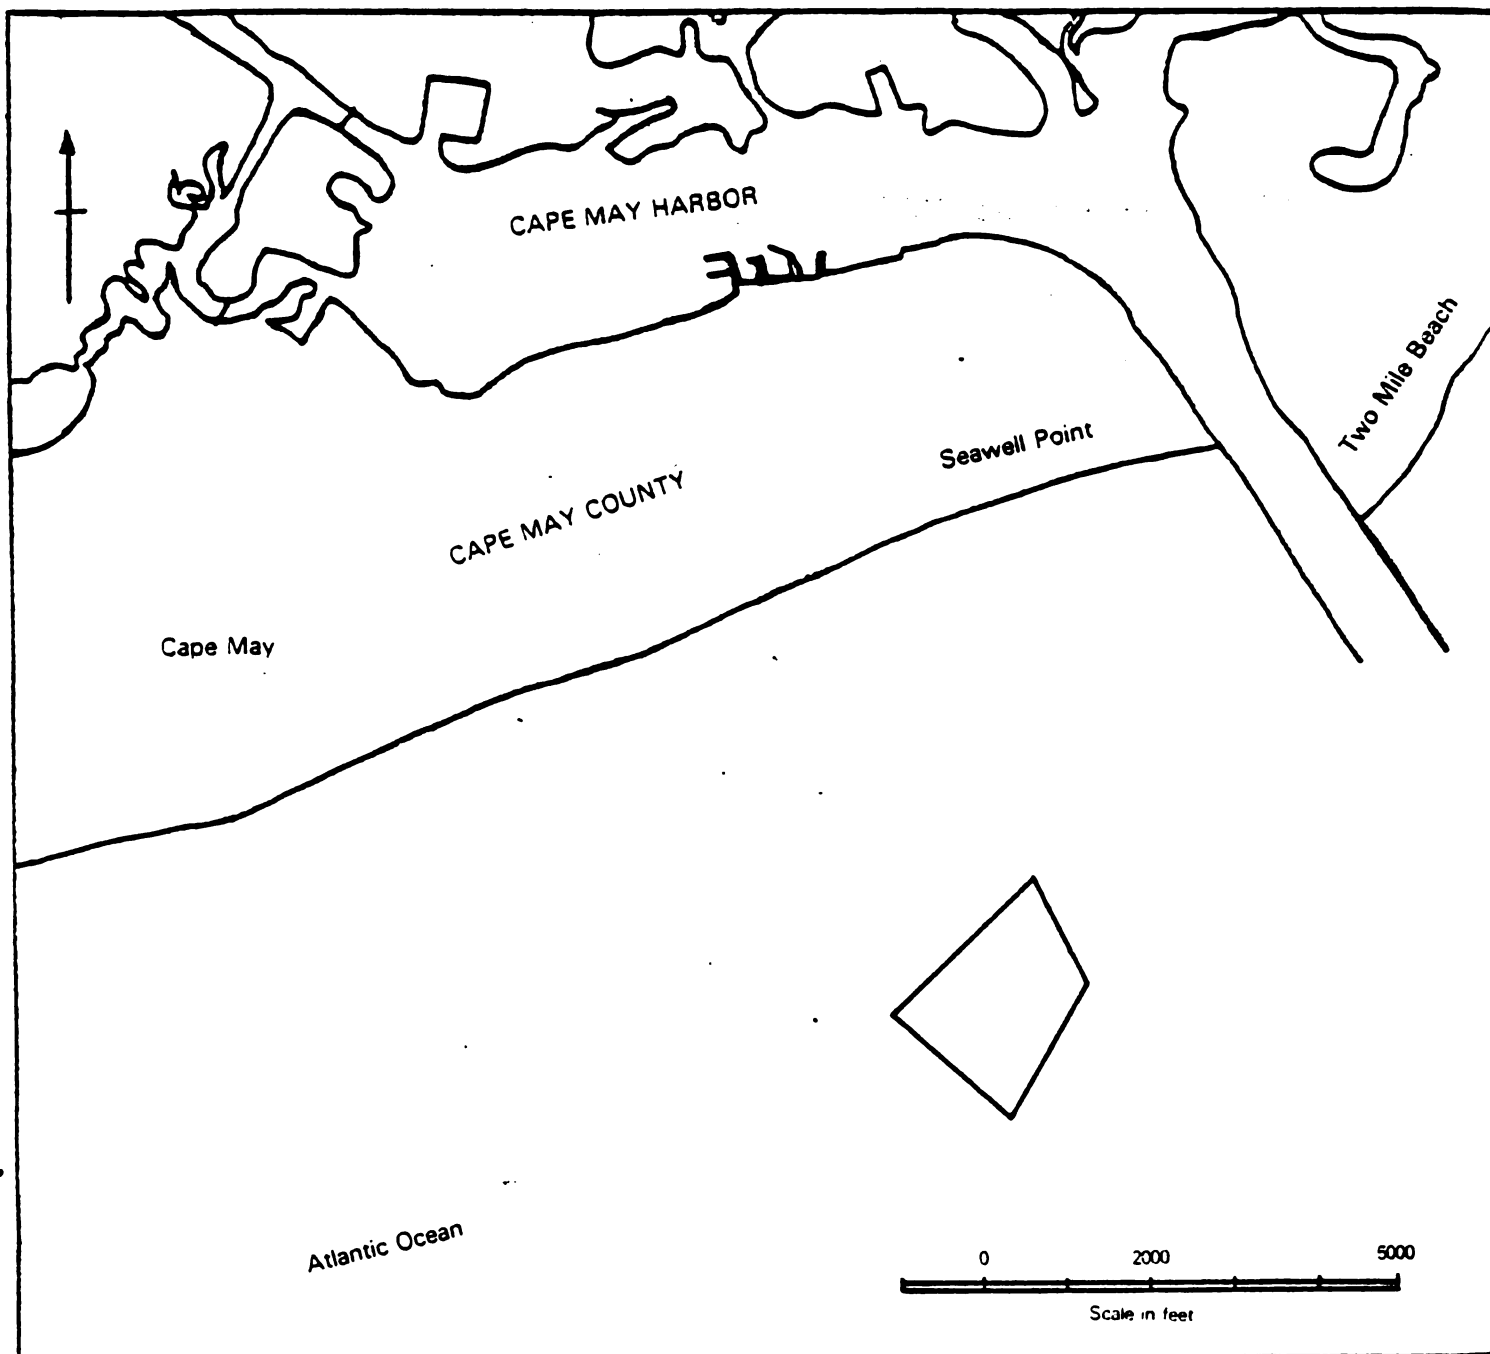 CAPE MAY HARBOR
Two Mile Beach
Seawell Point
CAPE MAY COUNTY
Cape May
Atlantic Ocean
0 2000 5000
Scale in feet